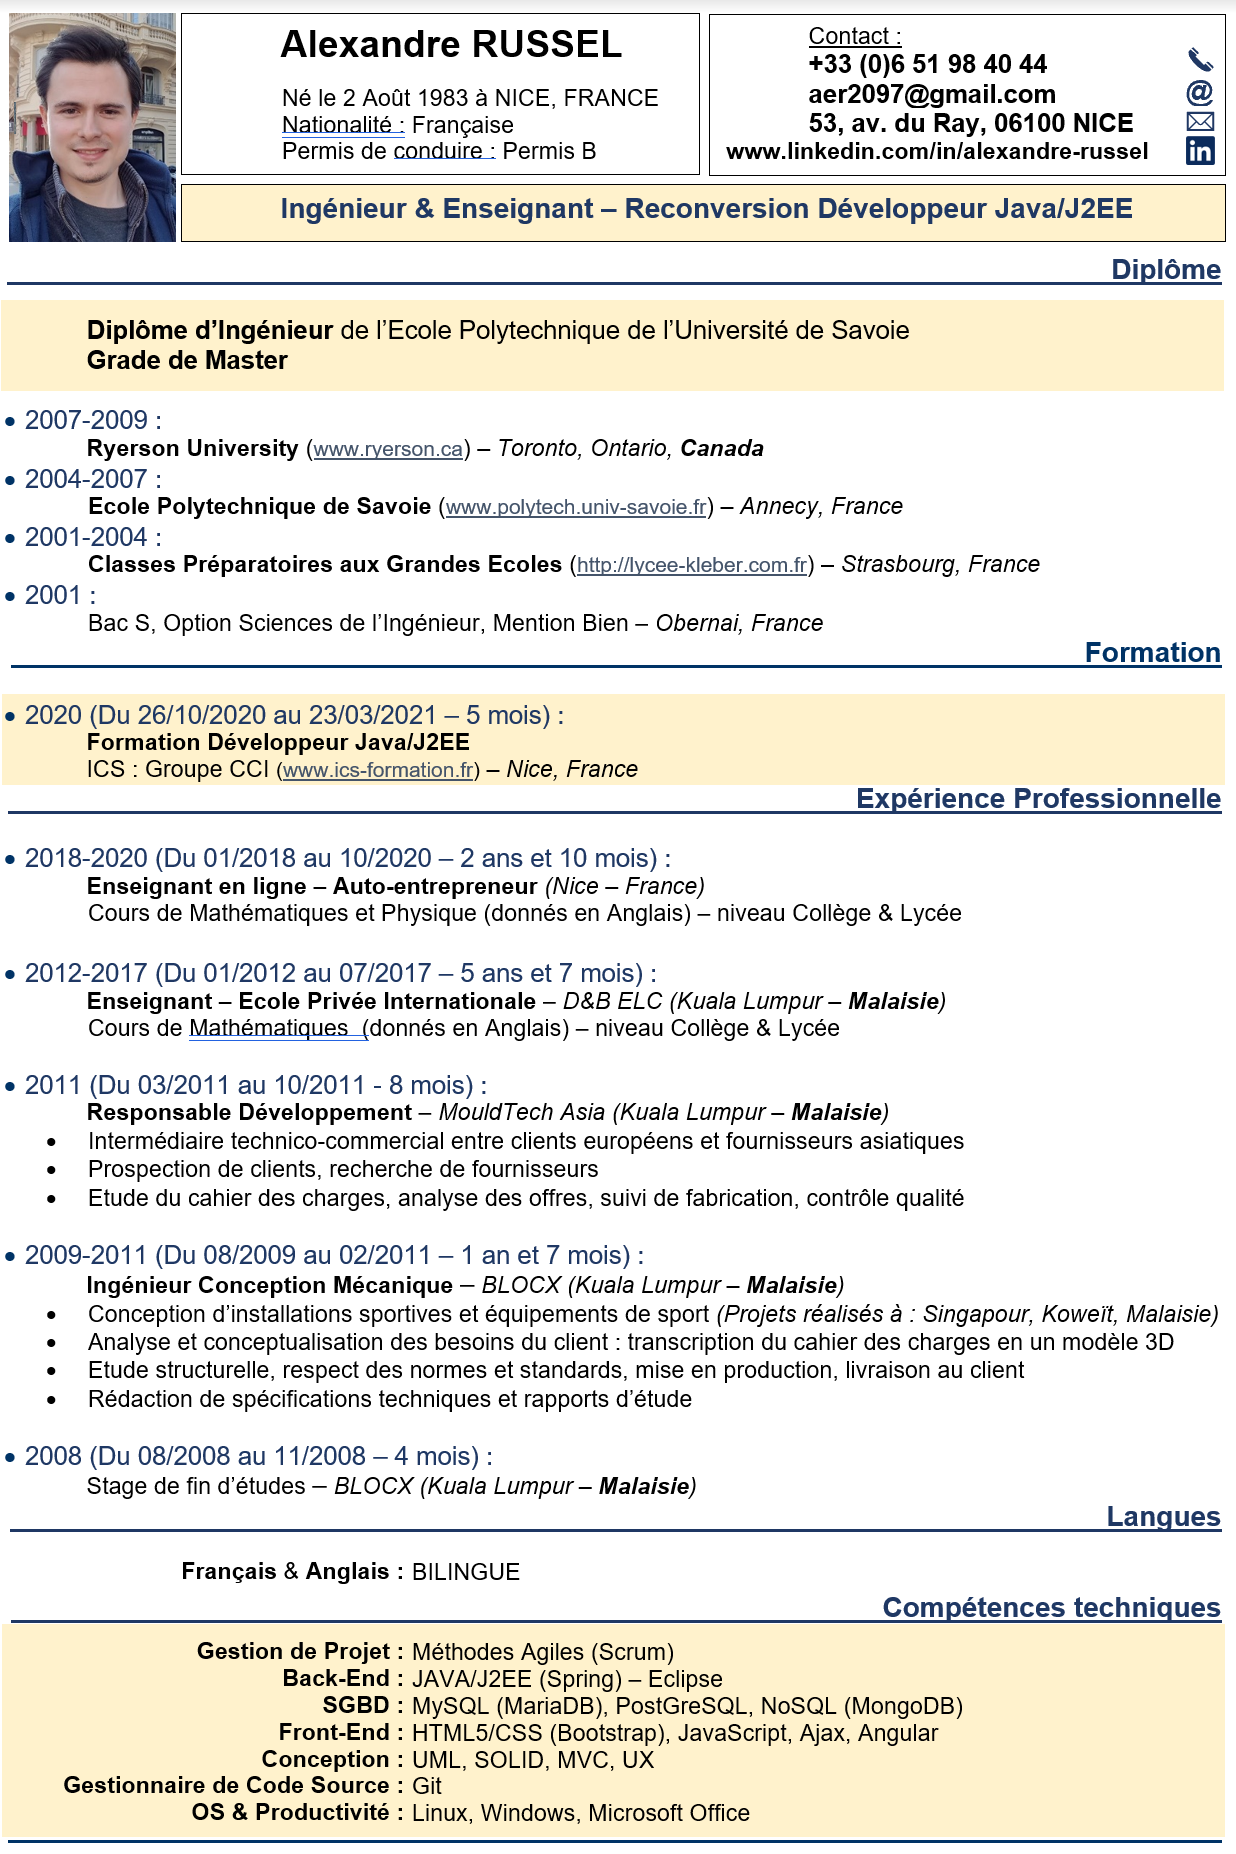 Alexandre RUSSEL
Né le 2 Août 1983 à NICE, FRANCE
Nationalité : Française
Permis de conduire : Permis B
Contact :
+33 (0)6 51 98 40 44
aer2097@gmail.com
53, av. du Ray, 06100 NICE
www.linkedin.com/in/alexandre-russel
Ingénieur & Enseignant – Reconversion Développeur Java/J2EE
Diplôme
Diplôme d’Ingénieur de l’Ecole Polytechnique de l’Université de Savoie
Grade de Master
• 2007-2009 :
Ryerson University (www.ryerson.ca) – Toronto, Ontario, Canada
• 2004-2007 :
Ecole Polytechnique de Savoie (www.polytech.univ-savoie.fr) – Annecy, France
• 2001-2004 :
Classes Préparatoires aux Grandes Ecoles (http://lycee-kleber.com.fr) – Strasbourg, France
• 2001 :
Bac S, Option Sciences de l’Ingénieur, Mention Bien – Obernai, France
Formation
• 2020 (Du 26/10/2020 au 23/03/2021 – 5 mois) :
Formation Développeur Java/J2EE
ICS : Groupe CCI (www.ics-formation.fr) – Nice, France
Expérience Professionnelle
• 2018-2020 (Du 01/2018 au 10/2020 – 2 ans et 10 mois) :
Enseignant en ligne – Auto-entrepreneur (Nice – France)
Cours de Mathématiques et Physique (donnés en Anglais) – niveau Collège & Lycée
• 2012-2017 (Du 01/2012 au 07/2017 – 5 ans et 7 mois) :
Enseignant – Ecole Privée Internationale – D&B ELC (Kuala Lumpur – Malaisie)
Cours de Mathématiques (donnés en Anglais) – niveau Collège & Lycée
• 2011 (Du 03/2011 au 10/2011 - 8 mois) :
Responsable Développement – MouldTech Asia (Kuala Lumpur – Malaisie)
• Intermédiaire technico-commercial entre clients européens et fournisseurs asiatiques
• Prospection de clients, recherche de fournisseurs
• Etude du cahier des charges, analyse des offres, suivi de fabrication, contrôle qualité
• 2009-2011 (Du 08/2009 au 02/2011 – 1 an et 7 mois) :
Ingénieur Conception Mécanique – BLOCX (Kuala Lumpur – Malaisie)
• Conception d’installations sportives et équipements de sport (Projets réalisés à : Singapour, Koweït, Malaisie)
• Analyse et conceptualisation des besoins du client : transcription du cahier des charges en un modèle 3D
• Etude structurelle, respect des normes et standards, mise en production, livraison au client
• Rédaction de spécifications techniques et rapports d’étude
• 2008 (Du 08/2008 au 11/2008 – 4 mois) :
Stage de fin d’études – BLOCX (Kuala Lumpur – Malaisie)
Langues
Français & Anglais : BILINGUE
Compétences techniques
Gestion de Projet : Méthodes Agiles (Scrum)
Back-End : JAVA/J2EE (Spring) – Eclipse
SGBD : MySQL (MariaDB), PostGreSQL, NoSQL (MongoDB)
Front-End : HTML5/CSS (Bootstrap), JavaScript, Ajax, Angular
Conception : UML, SOLID, MVC, UX
Gestionnaire de Code Source : Git
OS & Productivité : Linux, Windows, Microsoft Office